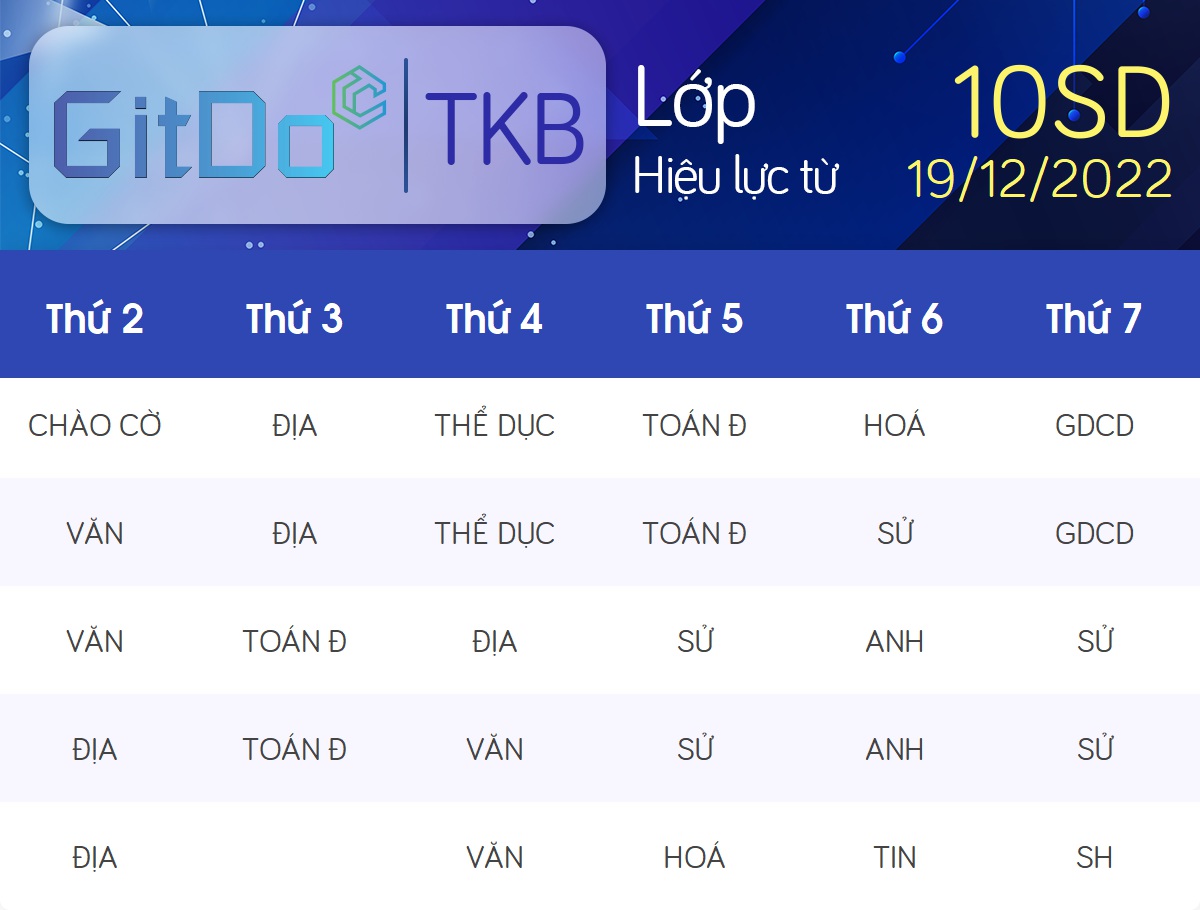 GitDo TKB
Lớp 10SD
Hiệu lực từ 19/12/2022
Thứ 2 Thứ 3 Thứ 4 Thứ 5 Thứ 6 Thứ 7
CHÀO CỜ ĐỊA THỂ DỤC TOÁN Đ HOÁ GDCD
VĂN ĐỊA THỂ DỤC TOÁN Đ SỬ GDCD
VĂN TOÁN Đ ĐỊA SỬ ANH SỬ
ĐỊA TOÁN Đ VĂN SỬ ANH SỬ
ĐỊA VĂN HOÁ TIN SH